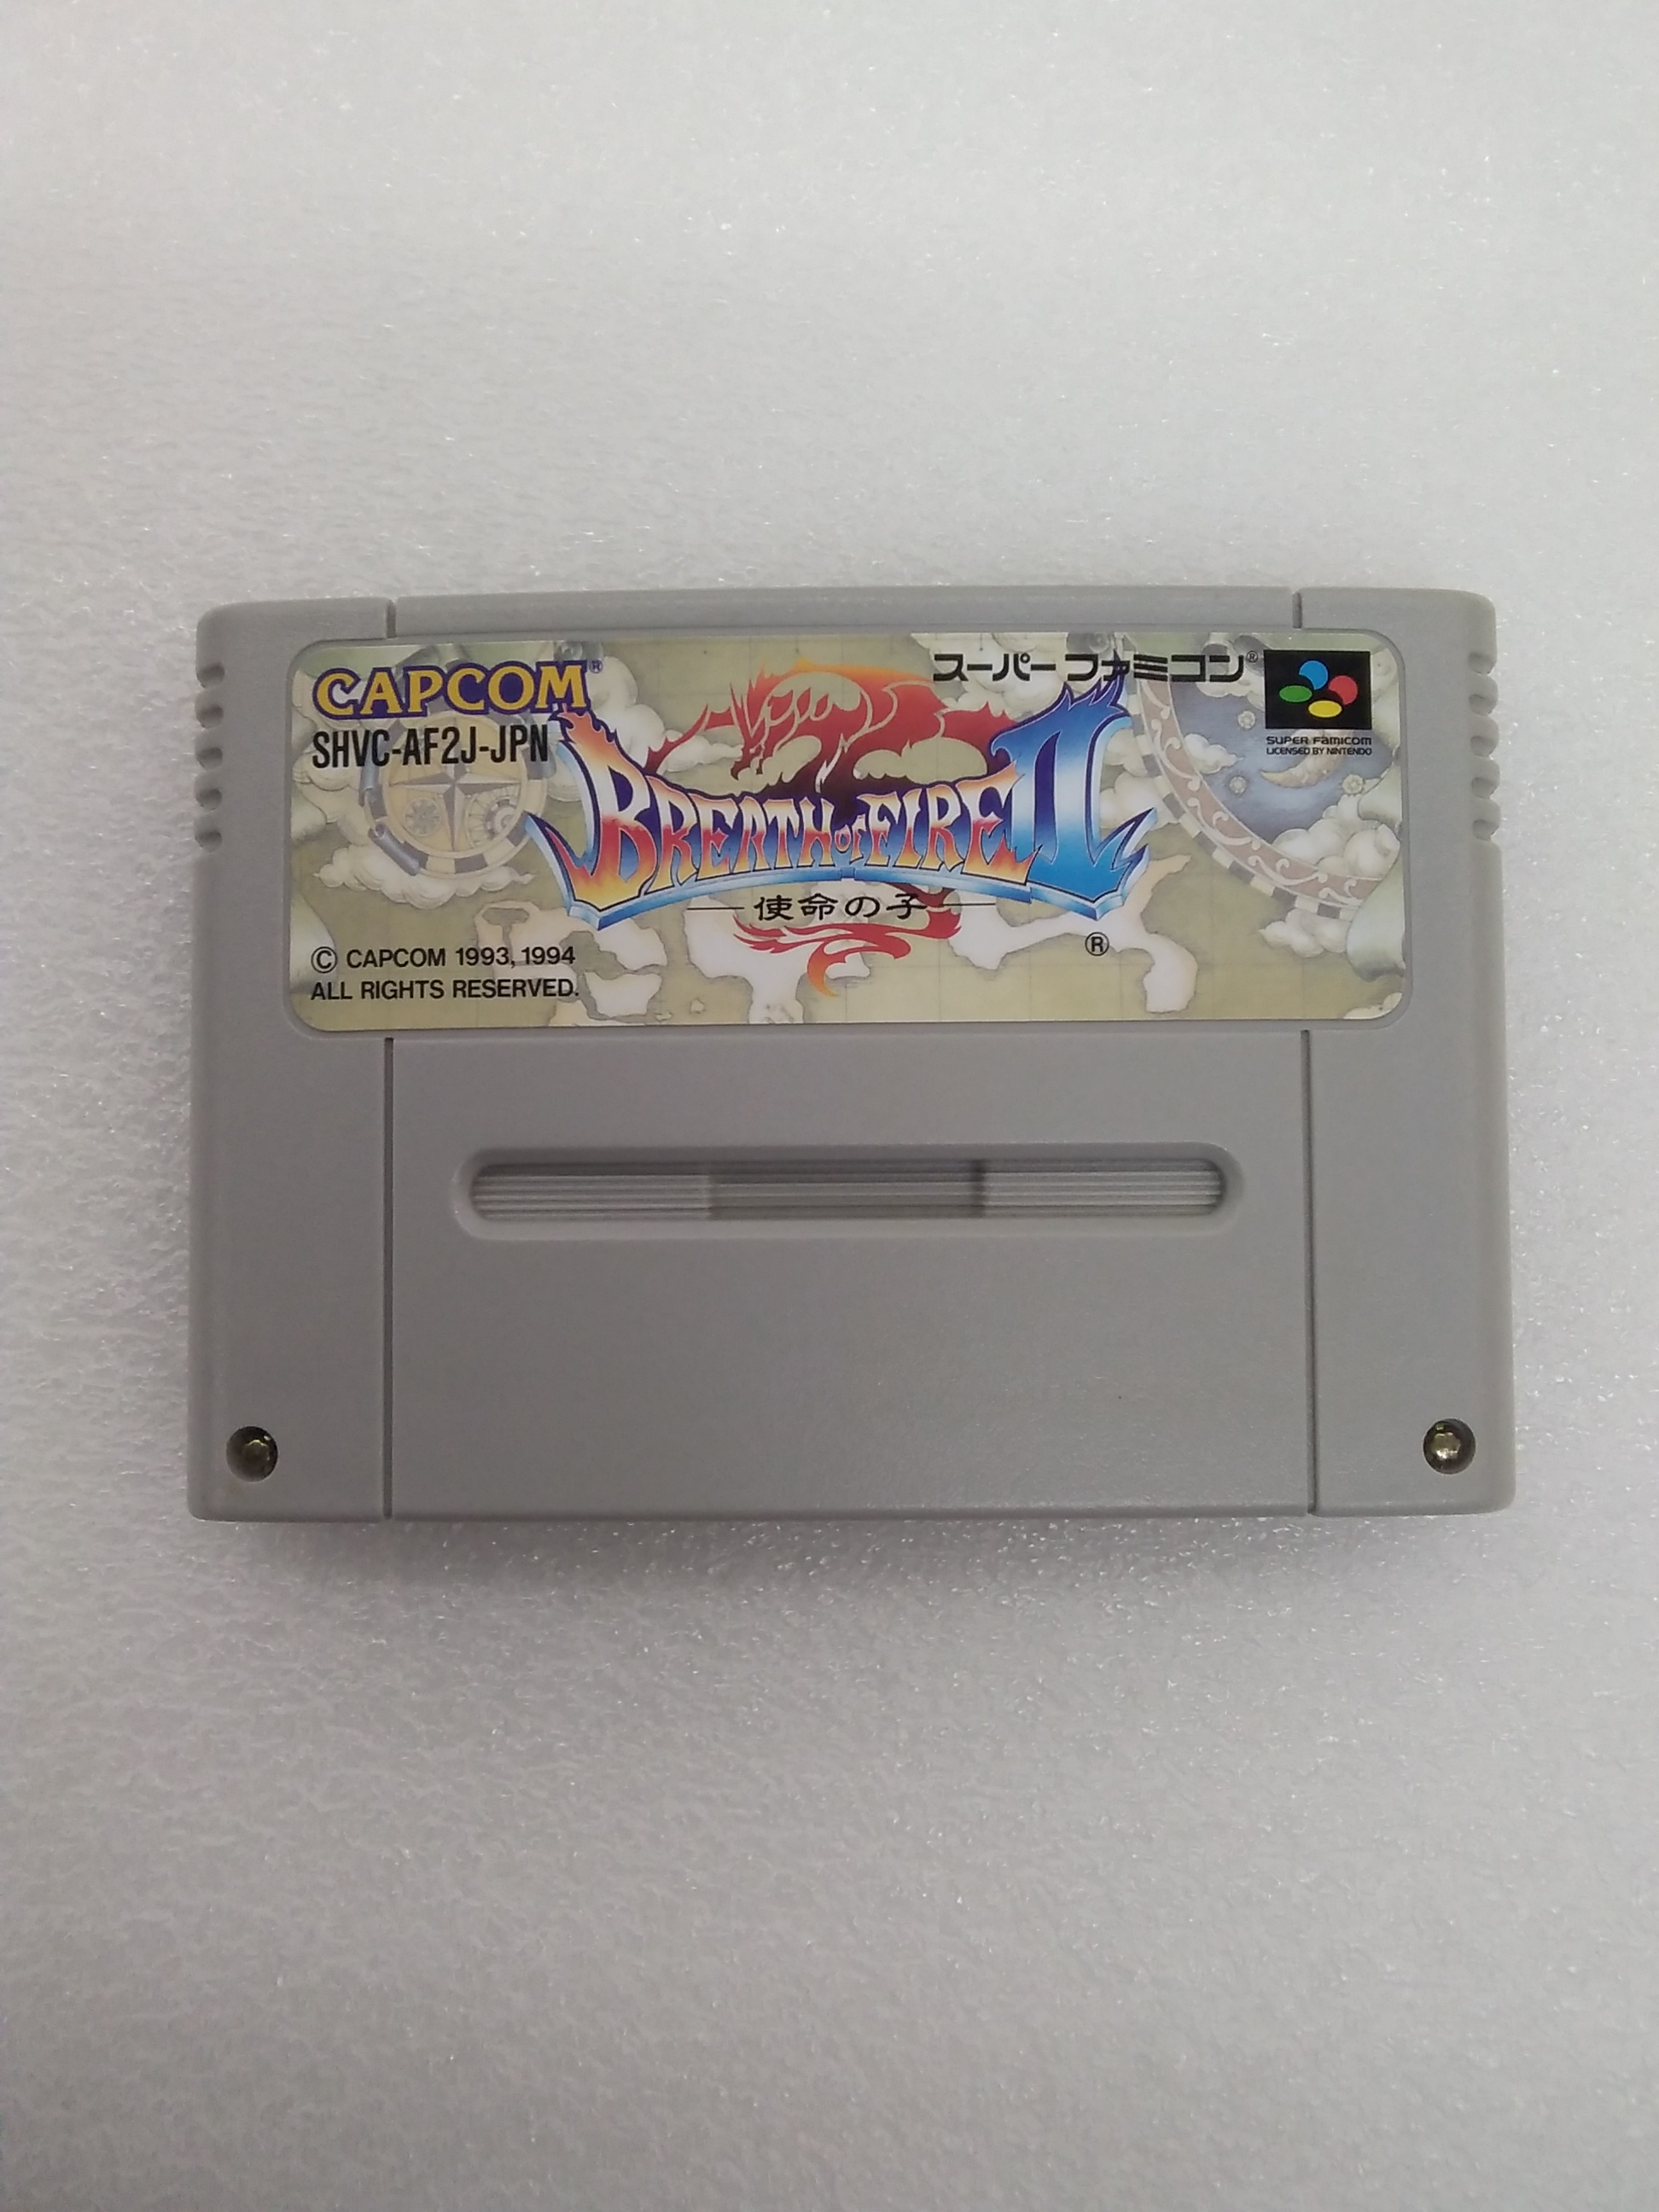 CAPCOM®
スーパーファミコン®
SHVC-AF2J-JPN
SUPER FAMICOM
LICENSED BY NINTENDO
BREATH of FIRE II
使命の子
®
© CAPCOM 1993, 1994
ALL RIGHTS RESERVED.